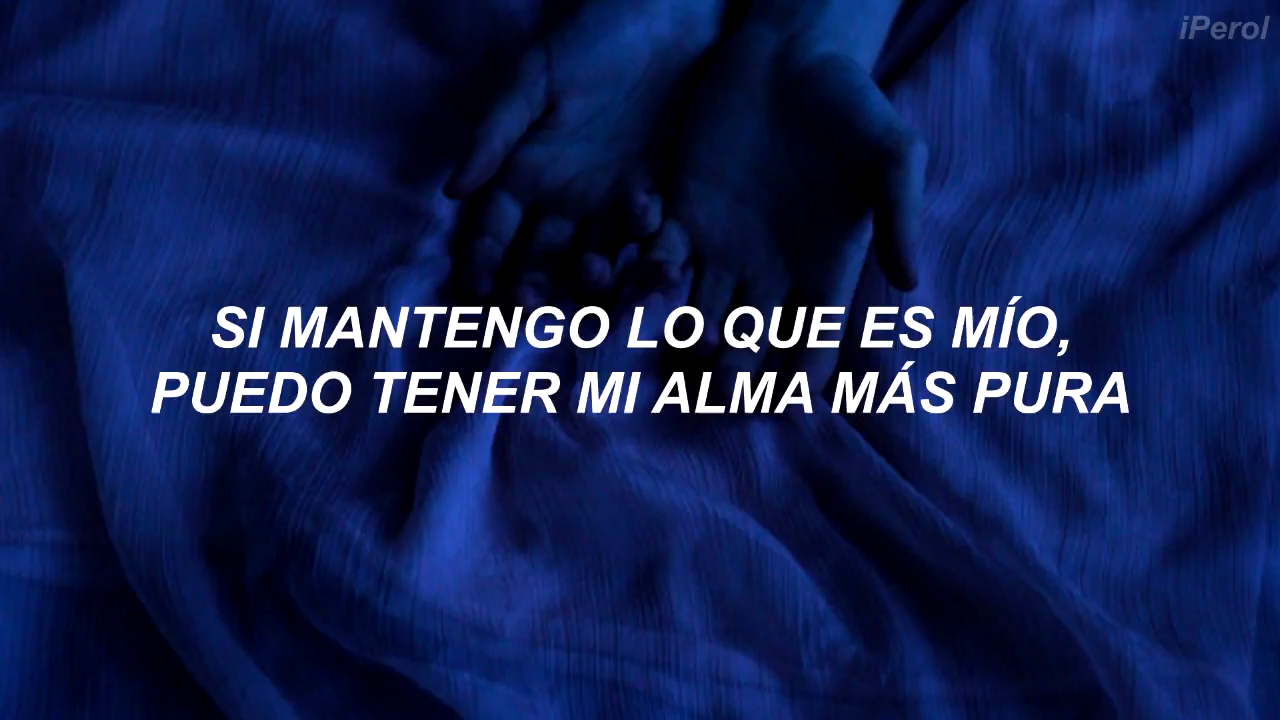 iPerol
SI MANTENGO LO QUE ES MÍO,
PUEDO TENER MI ALMA MÁS PURA